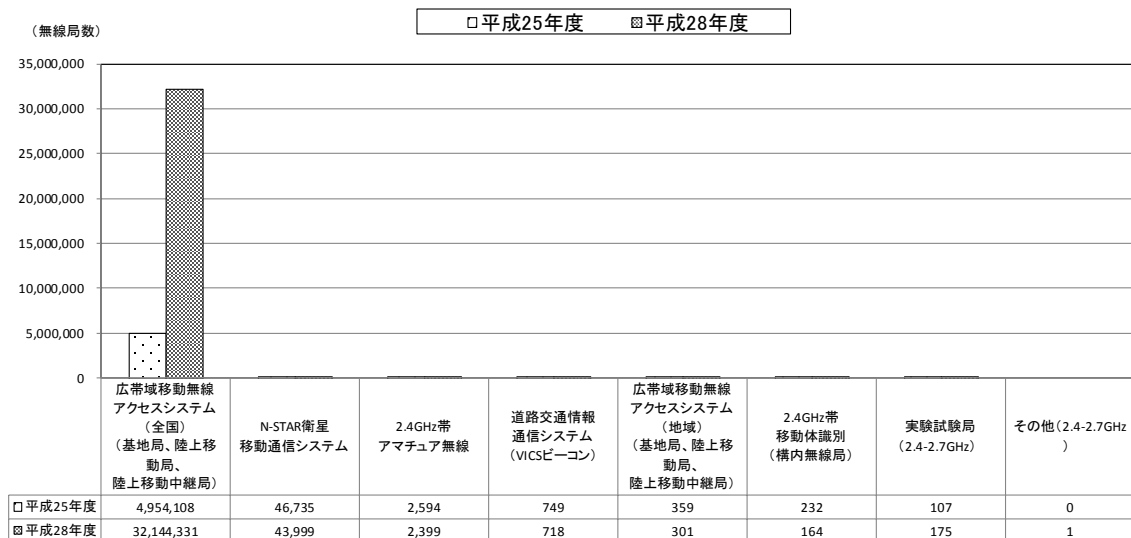 □平成25年度 ▩平成28年度
(無線局数)
35,000,000
30,000,000
25,000,000
20,000,000
15,000,000
10,000,000
5,000,000
0
広帯域移動無線
アクセスシステム
(全国)
(基地局、陸上移
動局、
陸上移動中継局)
N-STAR衛星
移動通信システム
2.4GHz帯
アマチュア無線
道路交通情報
通信システム
(VICSビーコン)
広帯域移動無線
アクセスシステム
(地域)
(基地局、陸上移
動局、
陸上移動中継局)
2.4GHz帯
移動体識別
(構内無線局)
実験試験局
(2.4-2.7GHz)
その他(2.4-2.7GHz
)
□平成25年度 4,954,108 46,735 2,594 749 359 232 107 0
▩平成28年度 32,144,331 43,999 2,399 718 301 164 175 1